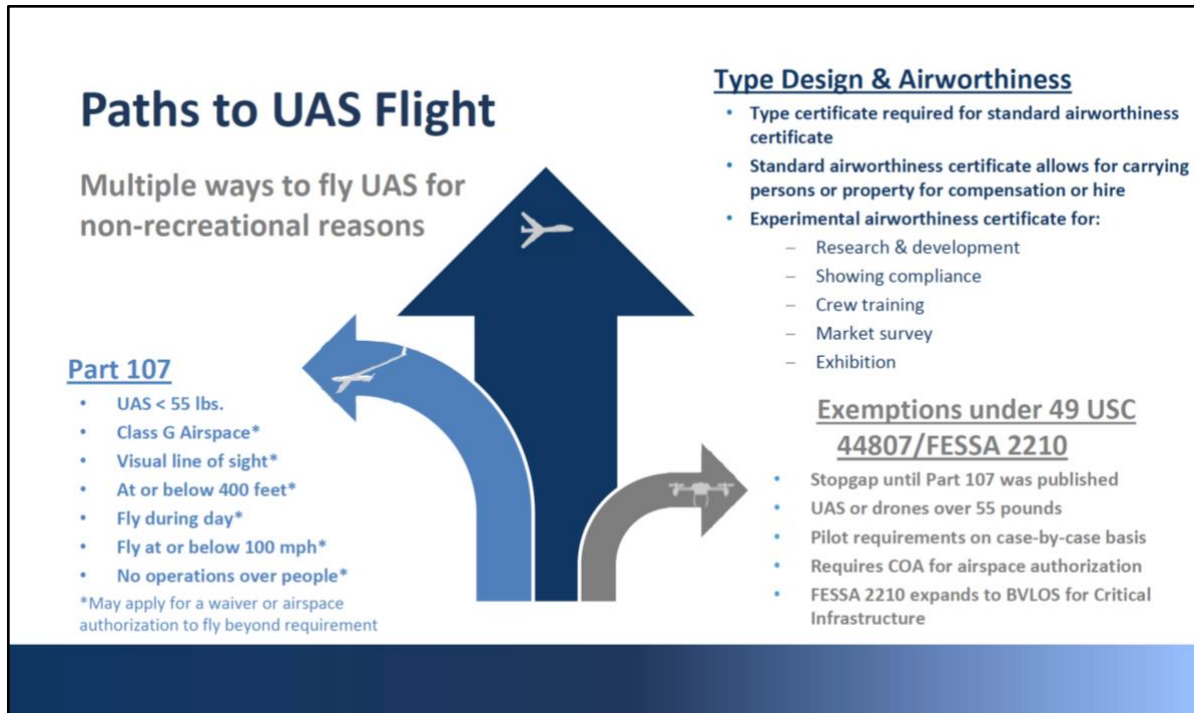 Paths to UAS Flight
Multiple ways to fly UAS for
non-recreational reasons
Part 107
• UAS < 55 lbs.
• Class G Airspace*
• Visual line of sight*
• At or below 400 feet*
• Fly during day*
• Fly at or below 100 mph*
• No operations over people*
*May apply for a waiver or airspace
authorization to fly beyond requirement
Type Design & Airworthiness
• Type certificate required for standard airworthiness
certificate
• Standard airworthiness certificate allows for carrying
persons or property for compensation or hire
• Experimental airworthiness certificate for:
– Research & development
– Showing compliance
– Crew training
– Market survey
– Exhibition
Exemptions under 49 USC
44807/FESSA 2210
• Stopgap until Part 107 was published
• UAS or drones over 55 pounds
• Pilot requirements on case-by-case basis
• Requires COA for airspace authorization
• FESSA 2210 expands to BVLOS for Critical
Infrastructure